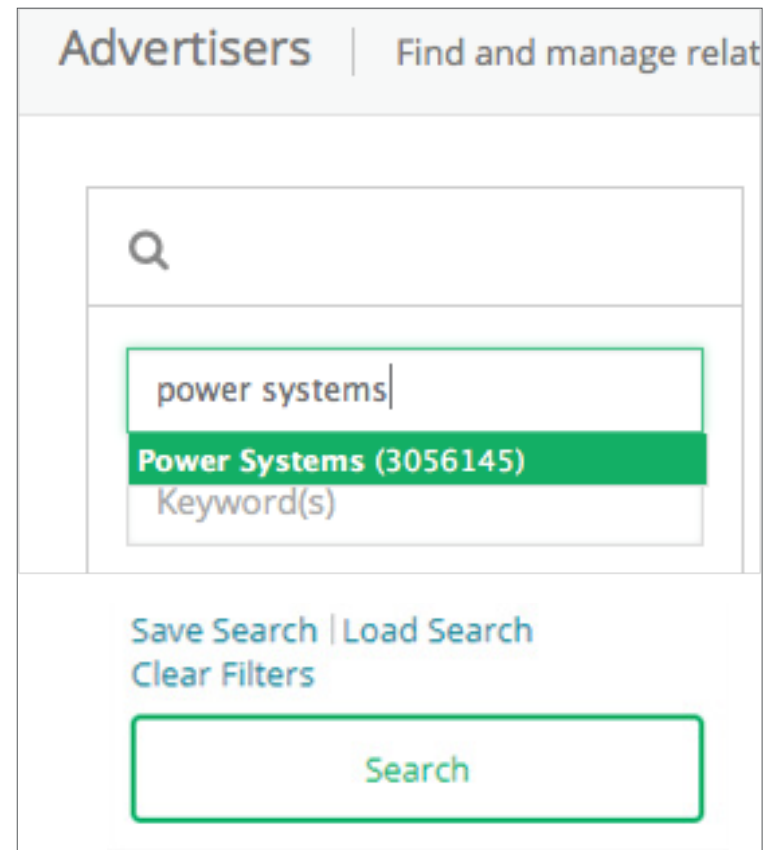 Advertisers | Find and manage relat
power systems
Power Systems (3056145)
Keyword(s)
Save Search | Load Search
Clear Filters
Search